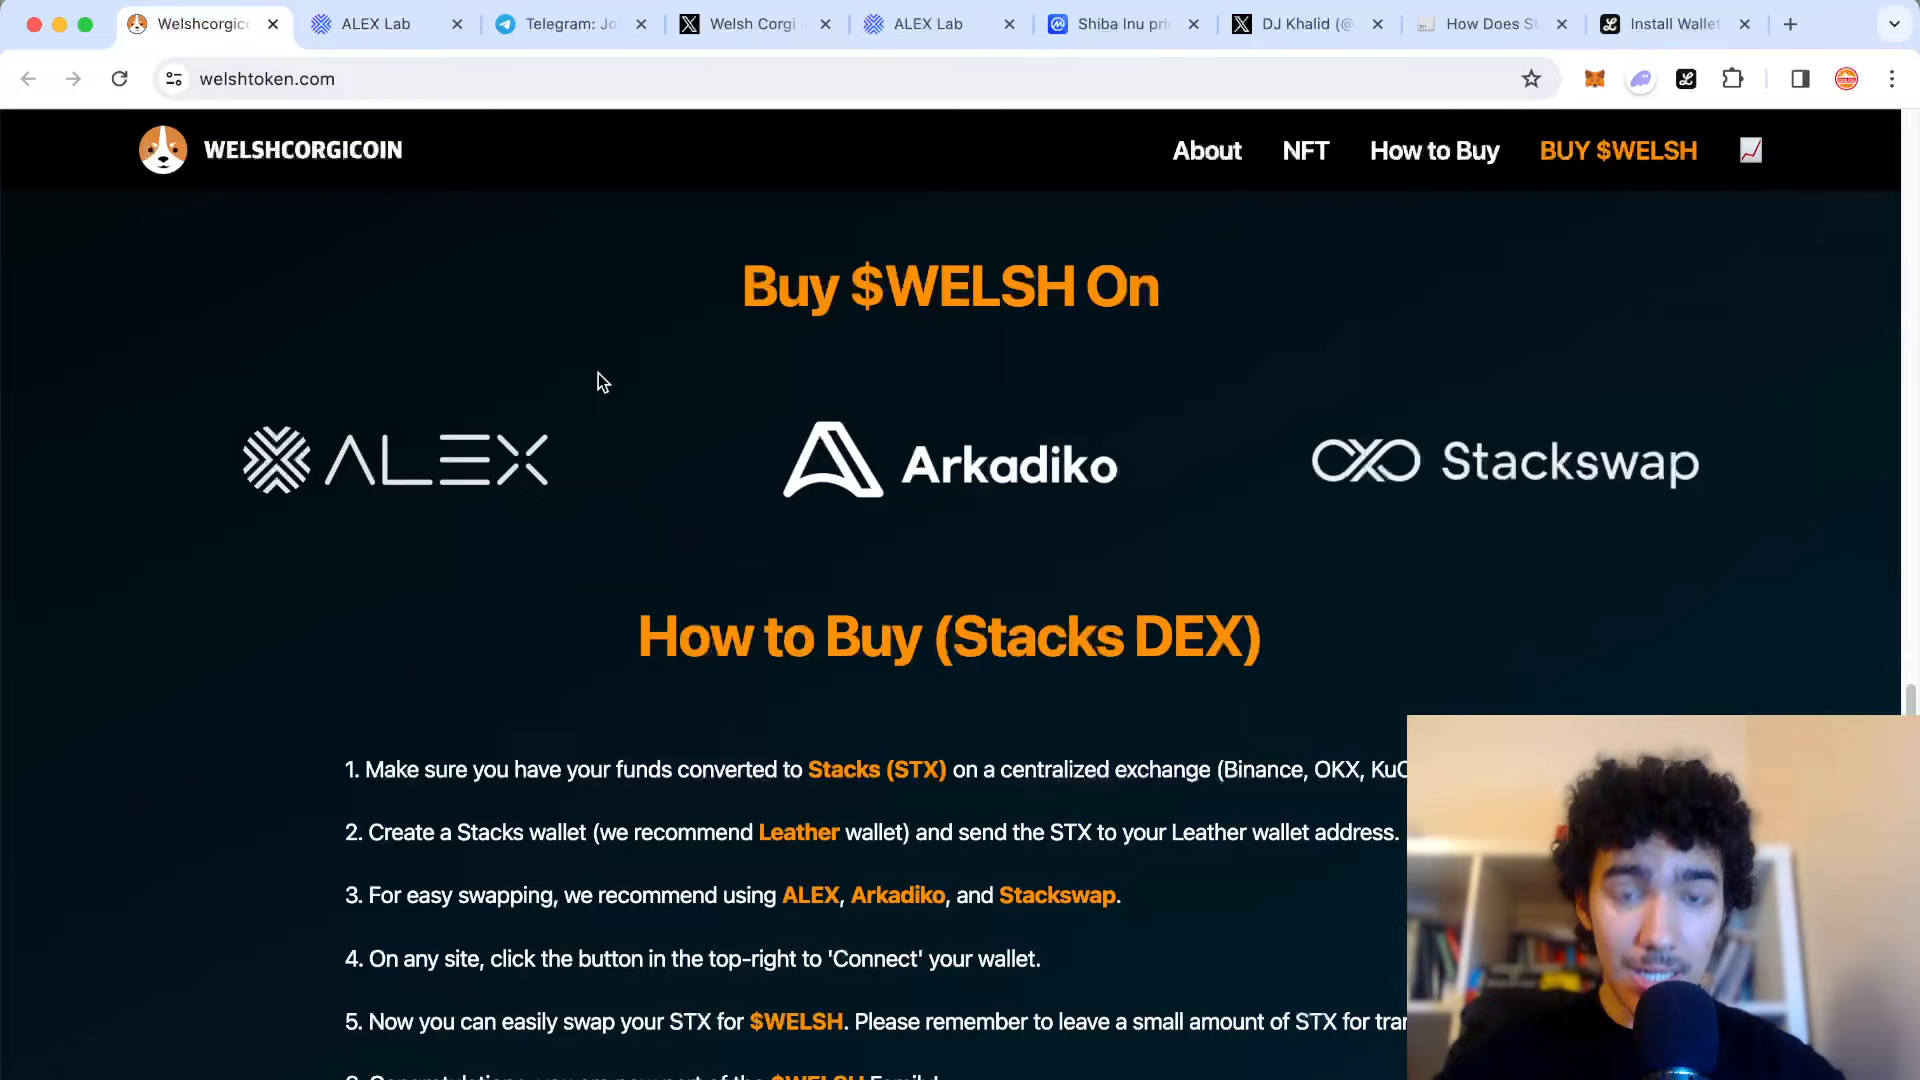 Welshcorgic
ALEX Lab
Telegram: Jo
Welsh Corgi
ALEX Lab
Shiba Inu pri
DJ Khalid (@
How Does St
Install Wallet
welshtoken.com
WELSHCORGICOIN
About
NFT
How to Buy
BUY $WELSH
Buy $WELSH On
ALEX
Arkadiko
Stackswap
How to Buy (Stacks DEX)
1. Make sure you have your funds converted to Stacks (STX) on a centralized exchange (Binance, OKX, KuC
2. Create a Stacks wallet (we recommend Leather wallet) and send the STX to your Leather wallet address.
3. For easy swapping, we recommend using ALEX, Arkadiko, and Stackswap.
4. On any site, click the button in the top-right to 'Connect' your wallet.
5. Now you can easily swap your STX for $WELSH. Please remember to leave a small amount of STX for tra